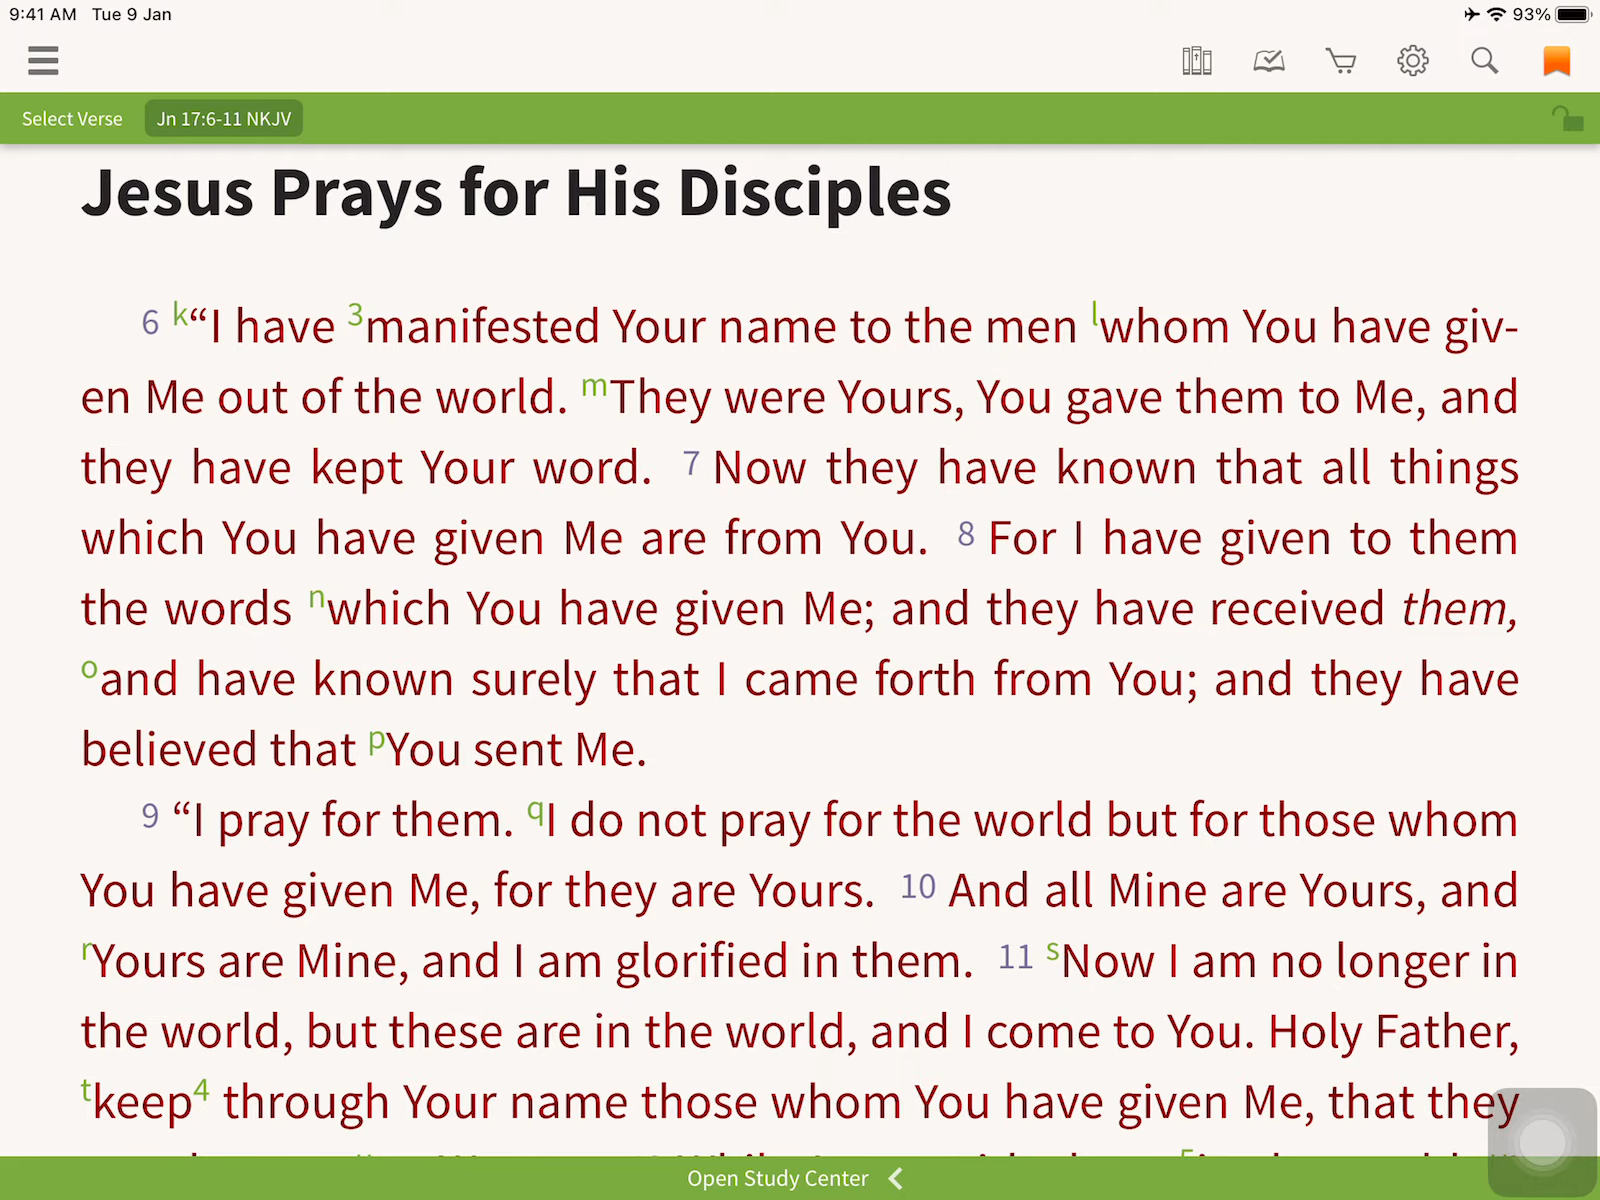 9:41 AM Tue 9 Jan 93%
Select Verse Jn 17:6-11 NKJV
Jesus Prays for His Disciples
6 k“I have 3manifested Your name to the men lwhom You have giv-
en Me out of the world. mThey were Yours, You gave them to Me, and
they have kept Your word. 7 Now they have known that all things
which You have given Me are from You. 8 For I have given to them
the words nwhich You have given Me; and they have received them,
oand have known surely that I came forth from You; and they have
believed that pYou sent Me.
9 “I pray for them. qI do not pray for the world but for those whom
You have given Me, for they are Yours. 10 And all Mine are Yours, and
rYours are Mine, and I am glorified in them. 11 sNow I am no longer in
the world, but these are in the world, and I come to You. Holy Father,
tkeep4 through Your name those whom You have given Me, that they
Open Study Center